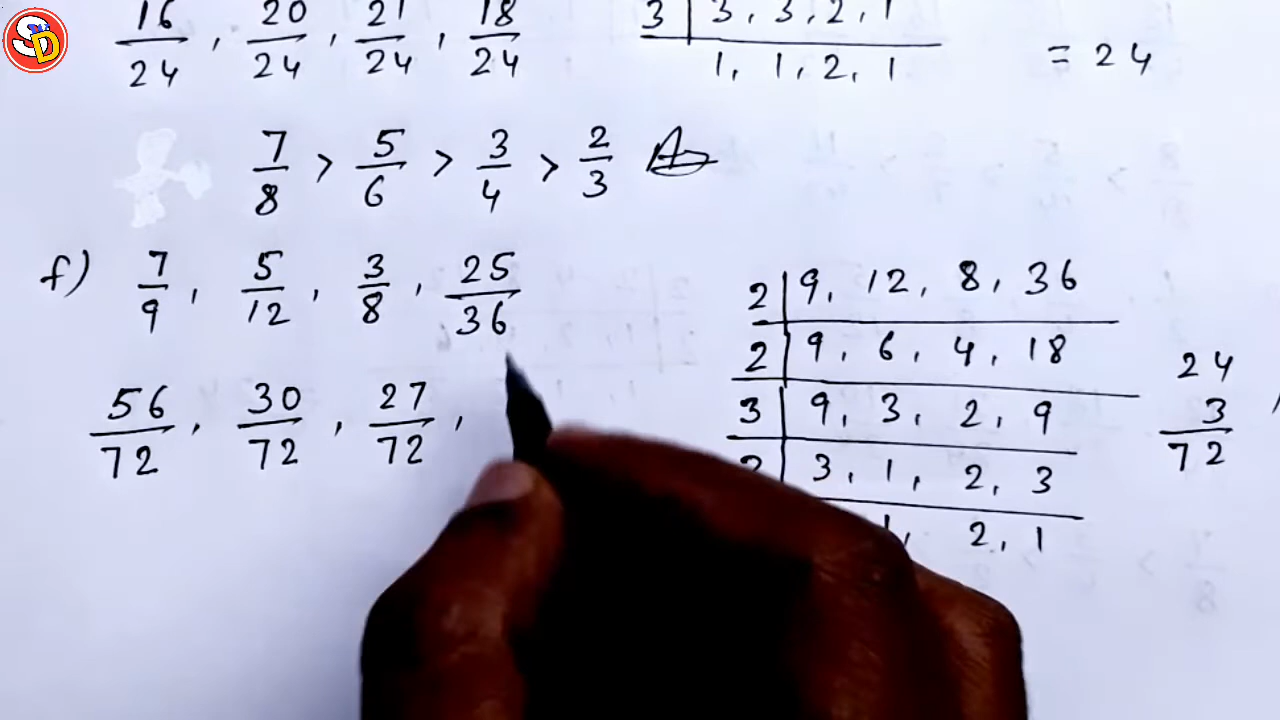 SD
16/24, 20/24, 21/24, 18/24
3 | 3, 3, 2, 1
1, 1, 2, 1
= 24
7/8 > 5/6 > 3/4 > 2/3
f) 7/9, 5/12, 3/8, 25/36
56/72, 30/72, 27/72,
2 | 9, 12, 8, 36
2 | 9, 6, 4, 18
3 | 9, 3, 2, 9
3, 1, 2, 3
1, 2, 1
24
3
72